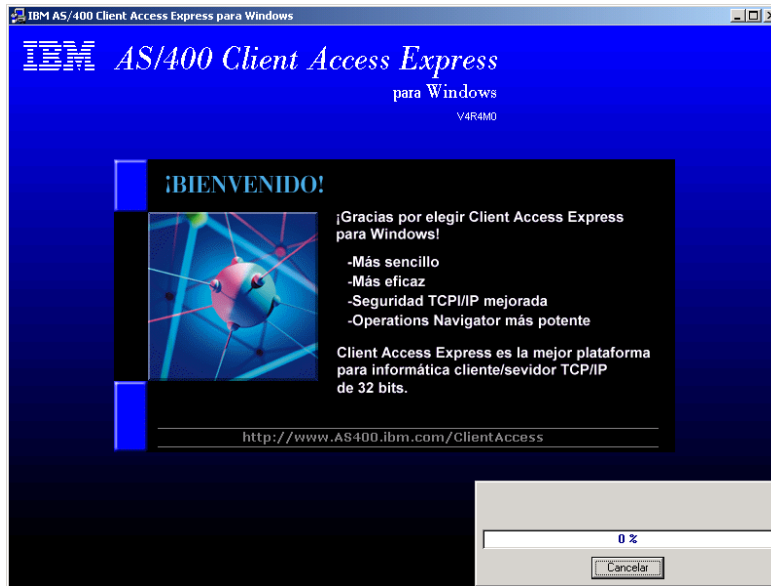 IBM AS/400 Client Access Express para Windows
IBM AS/400 Client Access Express
para Windows
V4R4M0
¡BIENVENIDO!
¡Gracias por elegir Client Access Express
para Windows!
-Más sencillo
-Más eficaz
-Seguridad TCPI/IP mejorada
-Operations Navigator más potente
Client Access Express es la mejor plataforma
para informática cliente/sevidor TCP/IP
de 32 bits.
http://www.AS400.ibm.com/ClientAccess
0 %
Cancelar